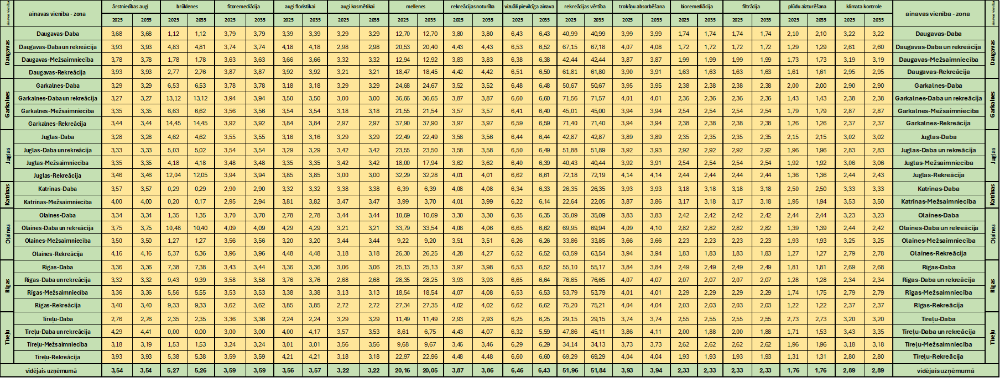 ainavas vienība ainavas vienība - zona ārstniecības augi brūklenes fitoremediācija augi floristikai augi kosmētikai mellenes rekreācijas noturība vizuāli pievilcīga ainava rekreācijas vērtība trokšņu absorbēšana bioremediācija filtrācija plūdu aizturēšana klimata kontrole ainavas vienība - zona ainavas vienība
2025 2035 2025 2035 2025 2035 2025 2035 2025 2035 2025 2035 2025 2035 2025 2035 2025 2035 2025 2035 2025 2035 2025 2035 2025 2035 2025 2035
Daugavas
Daugavas-Daba 3,68 3,68 1,12 1,12 3,79 3,79 3,39 3,39 3,29 3,29 12,70 12,70 3,80 3,80 6,43 6,43 40,99 40,99 3,99 3,99 1,74 1,74 1,74 1,74 2,10 2,10 3,22 3,22 Daugavas-Daba
Daugavas-Daba un rekreācija 3,93 3,93 4,83 4,81 3,74 3,74 4,18 4,18 2,98 2,98 20,53 20,40 4,43 4,43 6,53 6,52 67,15 67,18 4,07 4,08 1,72 1,72 1,72 1,72 1,29 1,29 2,61 2,60 Daugavas-Daba un rekreācija
Daugavas-Mežsaimniecība 3,78 3,78 1,78 1,78 3,63 3,63 3,66 3,66 3,32 3,32 12,94 12,92 3,83 3,83 6,38 6,38 42,44 42,44 3,87 3,87 1,99 1,99 1,99 1,99 1,73 1,73 3,19 3,19 Daugavas-Mežsaimniecība
Daugavas-Rekreācija 3,93 3,93 2,77 2,76 3,87 3,87 3,92 3,92 3,21 3,21 18,47 18,45 4,42 4,42 6,51 6,50 61,81 61,80 3,90 3,91 1,63 1,63 1,63 1,63 1,61 1,61 2,95 2,95 Daugavas-Rekreācija
Daugavas
Garkalnes
Garkalnes-Daba 3,29 3,29 6,53 6,53 3,78 3,78 3,18 3,18 3,29 3,29 24,68 24,67 3,52 3,52 6,48 6,48 50,67 50,67 3,95 3,95 2,38 2,38 2,38 2,38 2,00 2,00 2,90 2,90 Garkalnes-Daba
Garkalnes-Daba un rekreācija 3,27 3,27 13,12 13,12 3,94 3,94 3,50 3,50 3,00 3,00 36,66 36,65 3,87 3,87 6,60 6,60 71,56 71,57 4,01 4,01 2,36 2,36 2,36 2,36 1,43 1,43 2,38 2,38 Garkalnes-Daba un rekreācija
Garkalnes-Mežsaimniecība 3,35 3,35 6,63 6,62 3,56 3,56 3,54 3,54 3,18 3,18 21,55 21,54 3,57 3,57 6,41 6,40 45,01 45,00 3,94 3,94 2,54 2,54 2,54 2,54 1,79 1,79 2,87 2,87 Garkalnes-Mežsaimniecība
Garkalnes-Rekreācija 3,44 3,44 14,45 14,45 3,92 3,92 3,84 3,84 2,97 2,97 37,90 37,90 3,97 3,97 6,59 6,59 71,40 71,40 3,94 3,94 2,38 2,38 2,38 2,38 1,26 1,26 2,37 2,37 Garkalnes-Rekreācija
Garkalnes
Juglas
Juglas-Daba 3,28 3,28 4,62 4,62 3,55 3,55 3,16 3,16 3,29 3,29 22,49 22,49 3,56 3,56 6,44 6,44 42,87 42,87 3,89 3,89 2,35 2,35 2,35 2,35 2,15 2,15 3,02 3,02 Juglas-Daba
Juglas-Daba un rekreācija 3,33 3,33 5,03 5,02 3,54 3,54 3,29 3,29 3,42 3,42 23,55 23,50 3,58 3,58 6,50 6,49 51,88 51,89 3,92 3,93 2,92 2,92 2,92 2,92 1,96 1,96 2,83 2,83 Juglas-Daba un rekreācija
Juglas-Mežsaimniecība 3,35 3,35 4,18 4,18 3,48 3,48 3,35 3,35 3,42 3,42 18,00 17,94 3,62 3,62 6,40 6,39 40,43 40,44 3,92 3,91 2,54 2,54 2,54 2,54 1,92 1,92 3,06 3,06 Juglas-Mežsaimniecība
Juglas-Rekreācija 3,46 3,46 12,04 12,05 3,94 3,94 3,85 3,85 3,00 3,00 32,29 32,28 4,01 4,01 6,62 6,61 72,18 72,19 4,14 4,14 2,44 2,44 2,44 2,44 1,36 1,36 2,44 2,43 Juglas-Rekreācija
Juglas
Katrīnas
Katrīnas-Daba 3,57 3,57 0,29 0,29 2,90 2,90 3,32 3,32 3,38 3,38 6,39 6,39 4,08 4,08 6,34 6,33 26,35 26,35 3,93 3,93 3,18 3,18 3,18 3,18 2,50 2,50 3,33 3,33 Katrīnas-Daba
Katrīnas-Mežsaimniecība 4,00 4,00 0,20 0,17 2,95 2,94 3,81 3,82 3,47 3,47 3,99 3,70 4,01 3,99 6,22 6,14 22,64 22,05 3,87 3,86 3,17 3,18 3,17 3,18 1,95 1,94 3,53 3,50 Katrīnas-Mežsaimniecība
Katrīnas
Olaines
Olaines-Daba 3,34 3,34 1,35 1,35 3,70 3,70 2,78 2,78 3,44 3,44 10,69 10,69 3,30 3,30 6,35 6,35 35,09 35,09 3,83 3,83 2,42 2,42 2,42 2,42 2,44 2,44 3,23 3,23 Olaines-Daba
Olaines-Daba un rekreācija 3,75 3,75 10,48 10,40 4,09 4,09 4,29 4,29 3,21 3,21 33,79 33,54 4,06 4,06 6,65 6,62 69,95 69,94 4,09 4,10 2,82 2,82 2,82 2,82 1,39 1,39 2,44 2,42 Olaines-Daba un rekreācija
Olaines-Mežsaimniecība 3,50 3,50 1,27 1,27 3,56 3,56 3,20 3,20 3,44 3,44 9,22 9,20 3,51 3,51 6,26 6,26 33,86 33,85 3,66 3,66 2,23 2,23 2,23 2,23 1,93 1,93 3,25 3,25 Olaines-Mežsaimniecība
Olaines-Rekreācija 4,16 4,16 5,37 5,36 3,96 3,96 4,48 4,48 3,18 3,18 26,30 26,25 4,28 4,27 6,52 6,52 63,59 63,54 3,94 3,94 1,83 1,83 1,83 1,83 1,27 1,27 2,79 2,78 Olaines-Rekreācija
Olaines
Rīgas
Rīgas-Daba 3,36 3,36 7,38 7,38 3,43 3,44 3,36 3,36 3,06 3,06 25,13 25,13 3,97 3,98 6,53 6,52 55,10 55,17 3,84 3,84 2,49 2,49 2,49 2,49 1,81 1,81 2,69 2,68 Rīgas-Daba
Rīgas-Daba un rekreācija 3,32 3,32 9,43 9,39 3,58 3,58 3,76 3,76 2,68 2,68 28,35 28,25 3,93 3,93 6,65 6,64 76,65 76,65 4,07 4,07 2,07 2,07 2,07 2,07 1,28 1,28 2,34 2,34 Rīgas-Daba un rekreācija
Rīgas-Mežsaimniecība 3,36 3,36 5,56 5,55 3,53 3,53 3,38 3,38 3,13 3,13 18,54 18,54 4,07 4,08 6,53 6,53 53,79 53,79 4,01 4,01 2,29 2,29 2,29 2,29 1,74 1,75 2,79 2,79 Rīgas-Mežsaimniecība
Rīgas-Rekreācija 3,40 3,40 9,33 9,33 3,62 3,62 3,85 3,85 2,72 2,72 27,34 27,35 4,02 4,02 6,62 6,62 75,20 75,21 4,04 4,04 2,03 2,03 2,03 2,03 1,22 1,22 2,37 2,37 Rīgas-Rekreācija
Rīgas
Tīreļu
Tīreļu-Daba 2,76 2,76 2,35 2,35 3,36 3,36 2,24 2,24 3,29 3,29 11,49 11,49 2,93 2,93 6,25 6,25 29,15 29,15 3,74 3,74 2,55 2,55 2,55 2,55 2,73 2,73 3,20 3,20 Tīreļu-Daba
Tīreļu-Daba un rekreācija 4,29 4,41 0,00 0,00 3,00 3,00 4,00 4,17 3,57 3,53 8,61 6,75 4,43 4,07 6,32 5,59 47,86 45,11 3,86 4,11 2,00 1,88 2,00 1,88 1,71 1,53 3,43 3,35 Tīreļu-Daba un rekreācija
Tīreļu-Mežsaimniecība 3,18 3,19 1,53 1,53 3,24 3,24 3,01 3,01 3,56 3,56 9,68 9,67 3,46 3,46 6,29 6,29 34,14 34,13 3,73 3,73 2,62 2,62 2,62 2,62 1,96 1,96 3,18 3,18 Tīreļu-Mežsaimniecība
Tīreļu-Rekreācija 3,93 3,93 5,38 5,38 3,59 3,59 4,21 4,21 3,18 3,18 22,97 22,96 4,48 4,48 6,60 6,60 69,29 69,29 4,04 4,04 1,93 1,93 1,93 1,93 1,31 1,31 2,80 2,80 Tīreļu-Rekreācija
Tīreļu
vidējais uzņēmumā 3,54 3,54 5,27 5,26 3,59 3,59 3,56 3,57 3,22 3,22 20,16 20,05 3,87 3,86 6,46 6,43 51,96 51,84 3,93 3,94 2,33 2,33 2,33 2,33 1,76 1,76 2,89 2,89 vidējais uzņēmumā